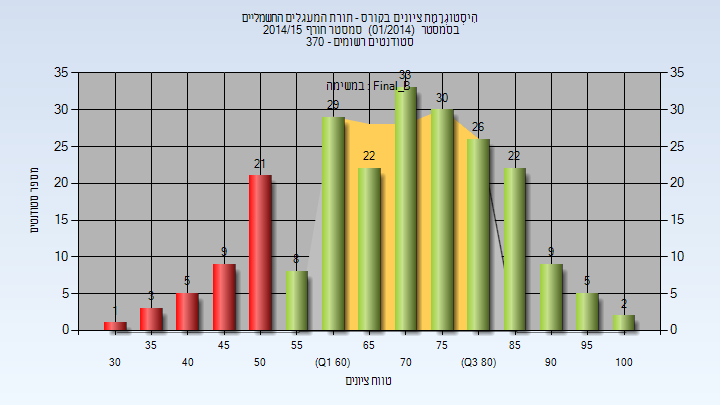 היסטוגרמת ציונים בקורס - תורת המעגלים החשמליים
בסמסטר (01/2014) סמסטר חורף 2014/15
סטודנטים רשומים - 370
במשימה : Final_B
מספר סטודנטים
35 35
30 30
25 25
20 20
15 15
10 10
5 5
0 0
1 3 5 9 21 8 29 22 33 30 26 22 9 5 2
35 45 55 65 75 85 95
30 40 50 (Q1 60) 70 (Q3 80) 90 100
טווח ציונים